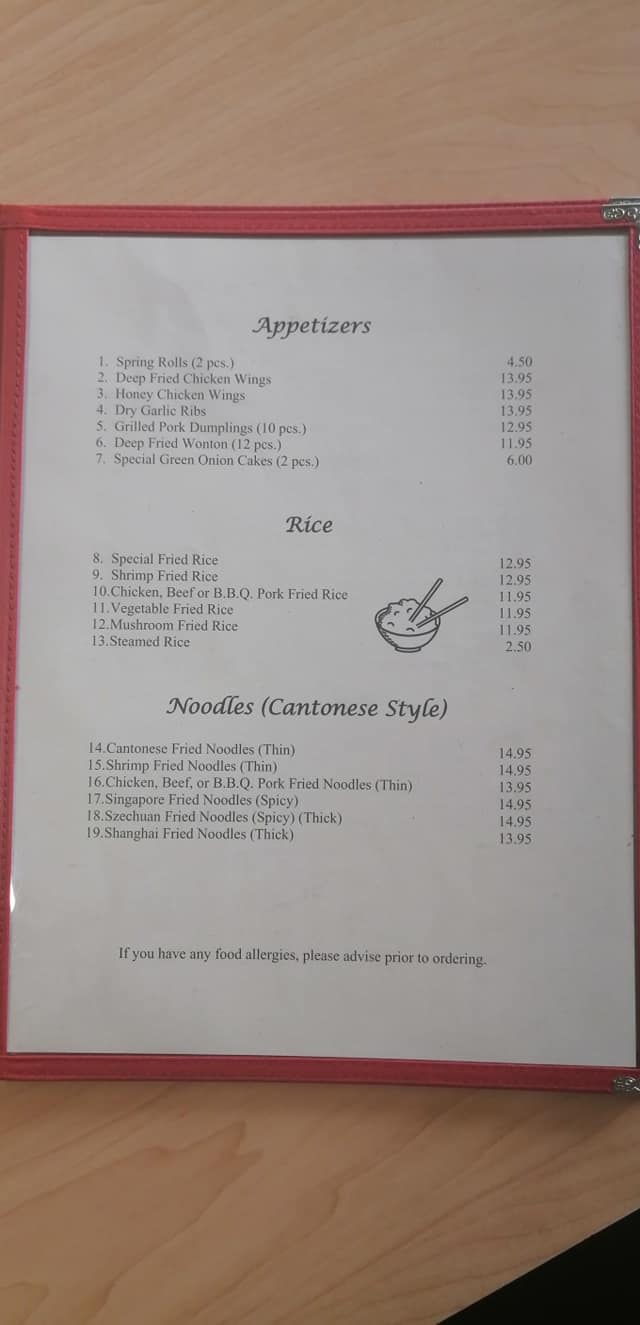 Appetizers
1. Spring Rolls (2 pcs.) 4.50
2. Deep Fried Chicken Wings 13.95
3. Honey Chicken Wings 13.95
4. Dry Garlic Ribs 13.95
5. Grilled Pork Dumplings (10 pcs.) 12.95
6. Deep Fried Wonton (12 pcs.) 11.95
7. Special Green Onion Cakes (2 pcs.) 6.00
Rice
8. Special Fried Rice 12.95
9. Shrimp Fried Rice 12.95
10.Chicken, Beef or B.B.Q. Pork Fried Rice 11.95
11.Vegetable Fried Rice 11.95
12.Mushroom Fried Rice 11.95
13.Steamed Rice 2.50
Noodles (Cantonese Style)
14.Cantonese Fried Noodles (Thin) 14.95
15.Shrimp Fried Noodles (Thin) 14.95
16.Chicken, Beef, or B.B.Q. Pork Fried Noodles (Thin) 13.95
17.Singapore Fried Noodles (Spicy) 14.95
18.Szechuan Fried Noodles (Spicy) (Thick) 14.95
19.Shanghai Fried Noodles (Thick) 13.95
If you have any food allergies, please advise prior to ordering.